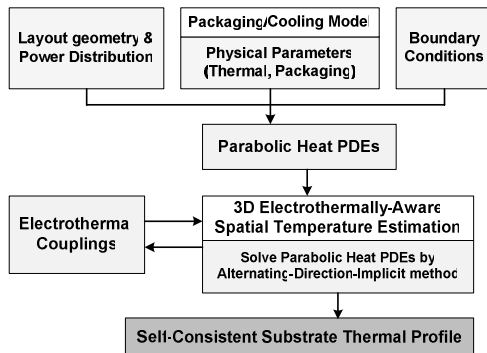 Layout geometry &
Power Distribution
Packaging/Cooling Model
Physical Parameters
(Thermal, Packaging)
Boundary
Conditions
Parabolic Heat PDEs
Electrotherma
Couplings
3D Electrothermally-Aware
Spatial Temperature Estimation
Solve Parabolic Heat PDEs by
Alternating-Direction-Implicit method
Self-Consistent Substrate Thermal Profile